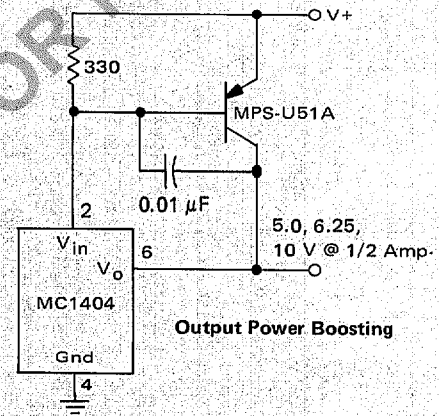 V+
330
MPS-U51A
0.01 μF
2
5.0, 6.25,
10 V @ 1/2 Amp.
Vin
6
Vo
MC1404
Output Power Boosting
Gnd
4